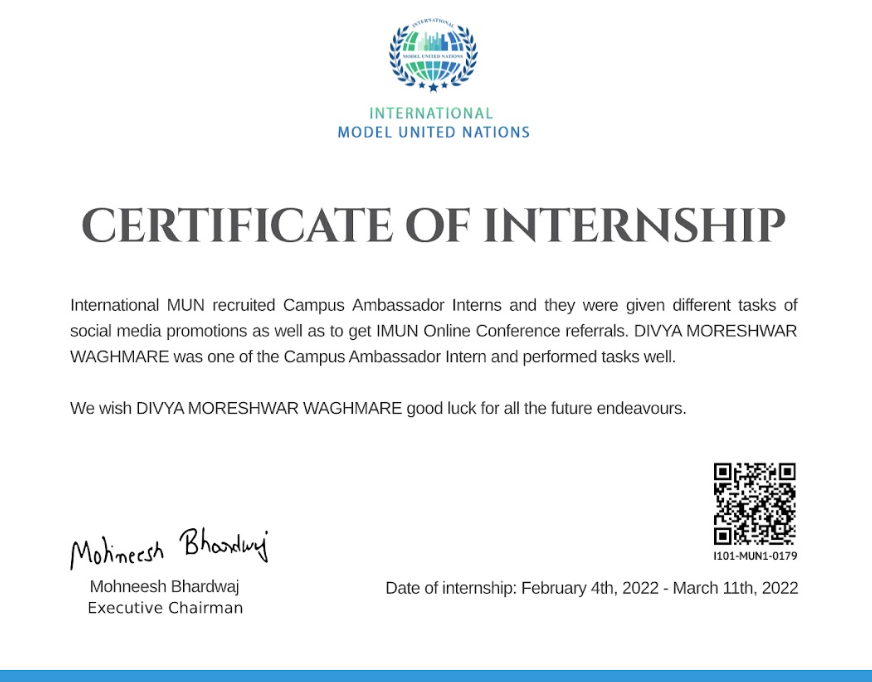 INTERNATIONAL
MODEL UNITED NATIONS
INTERNATIONAL
MODEL UNITED NATIONS
CERTIFICATE OF INTERNSHIP
International MUN recruited Campus Ambassador Interns and they were given different tasks of
social media promotions as well as to get IMUN Online Conference referrals. DIVYA MORESHWAR
WAGHMARE was one of the Campus Ambassador Intern and performed tasks well.
We wish DIVYA MORESHWAR WAGHMARE good luck for all the future endeavours.
I101-MUN1-0179
Mohneesh Bhardwaj
Mohneesh Bhardwaj
Executive Chairman
Date of internship: February 4th, 2022 - March 11th, 2022